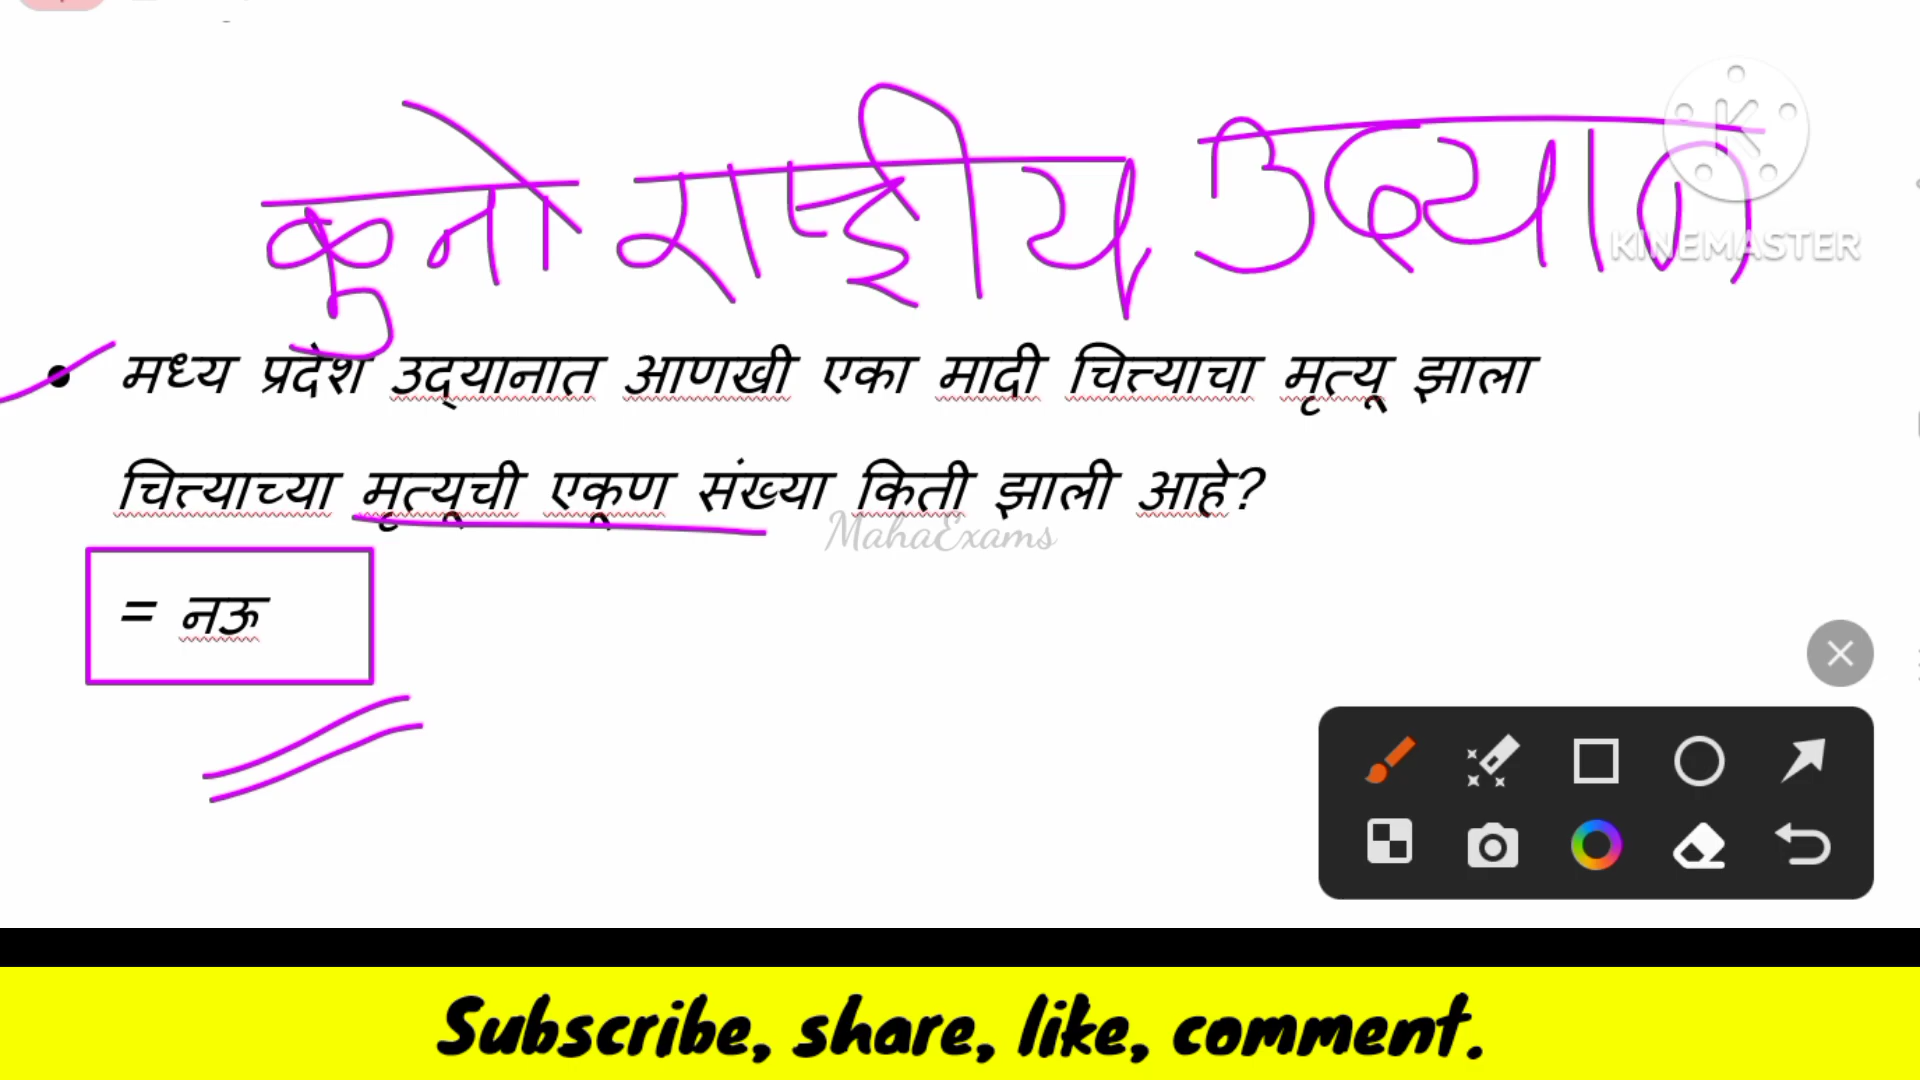 कुनो राष्ट्रीय उद्यान
KINEMASTER
• मध्य प्रदेश उद्यानात आणखी एका मादी चित्त्याचा मृत्यू झाला
चित्त्याच्या मृत्यूची एकूण संख्या किती झाली आहे?
MahaExams
= नऊ
Subscribe, share, like, comment.